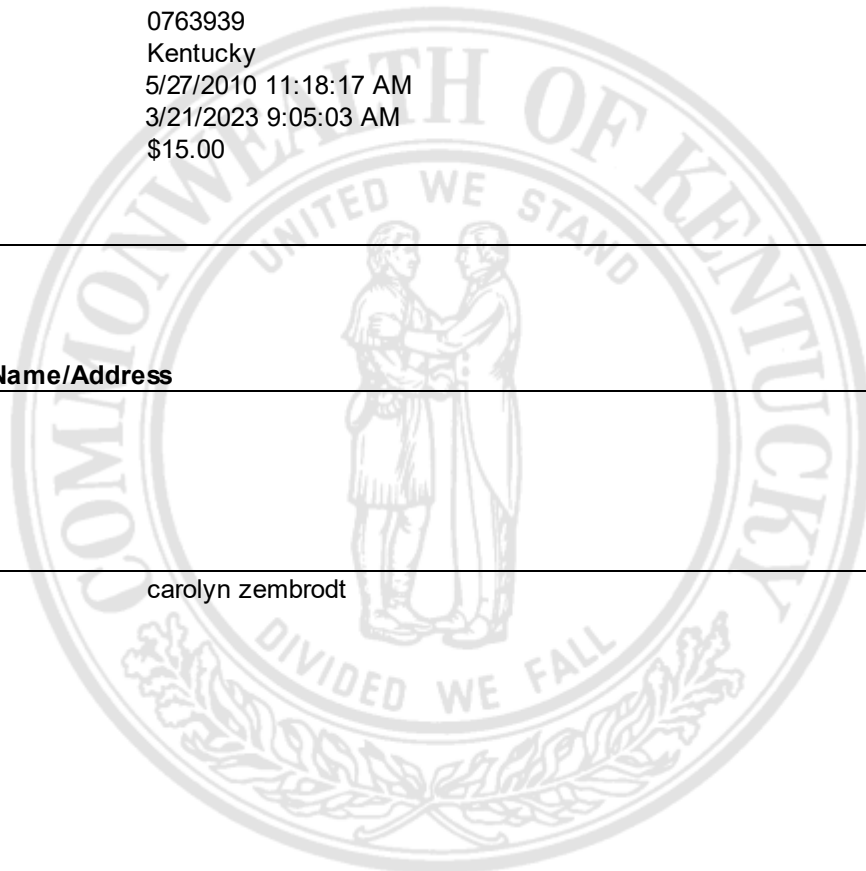 0763939
Kentucky
5/27/2010 11:18:17 AM
3/21/2023 9:05:03 AM
$15.00
COMMONWEALTH OF KENTUCKY
UNITED WE STAND
Name/Address
carolyn zembrodt
DIVIDED WE FALL